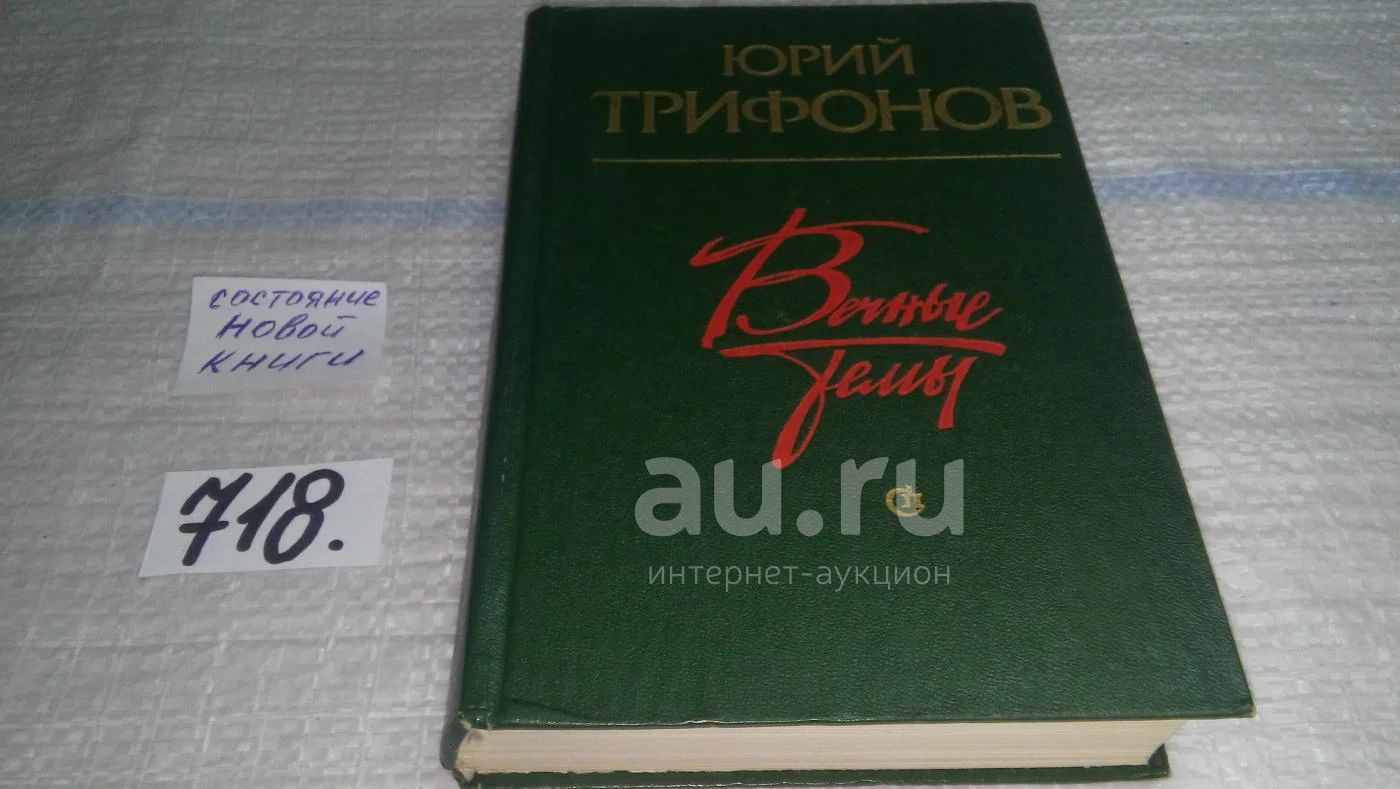 ЮРИЙ
ТРИФОНОВ
Вечные
Темы
состояние
новой
книги
718.
au.ru
интернет-аукцион